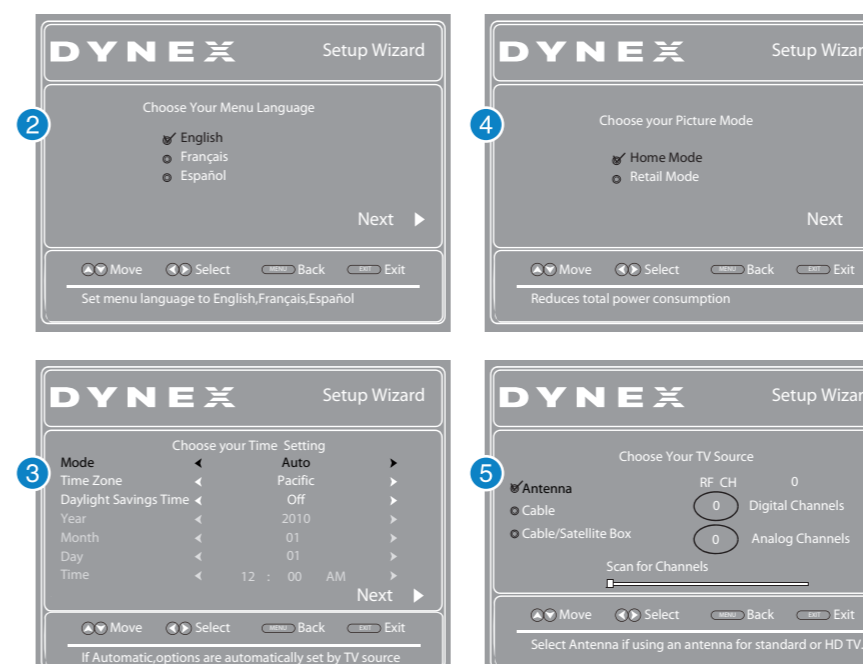 DYNEX Setup Wizard
2
Choose Your Menu Language
English
Français
Español
Next
Move Select MENU Back EXIT Exit
Set menu language to English,Français,Español
DYNEX Setup Wizar
4
Choose your Picture Mode
Home Mode
Retail Mode
Next
Move Select MENU Back EXIT Exit
Reduces total power consumption
DYNEX Setup Wizard
3
Choose your Time Setting
Mode Auto
Time Zone Pacific
Daylight Savings Time Off
Year 2010
Month 01
Day 01
Time 12 : 00 AM
Next
Move Select MENU Back EXIT Exit
If Automatic,options are automatically set by TV source
DYNEX Setup Wizar
5
Choose Your TV Source
Antenna RF CH 0
Cable 0 Digital Channels
Cable/Satellite Box 0 Analog Channels
Scan for Channels
Move Select MENU Back EXIT Exit
Select Antenna if using an antenna for standard or HD TV